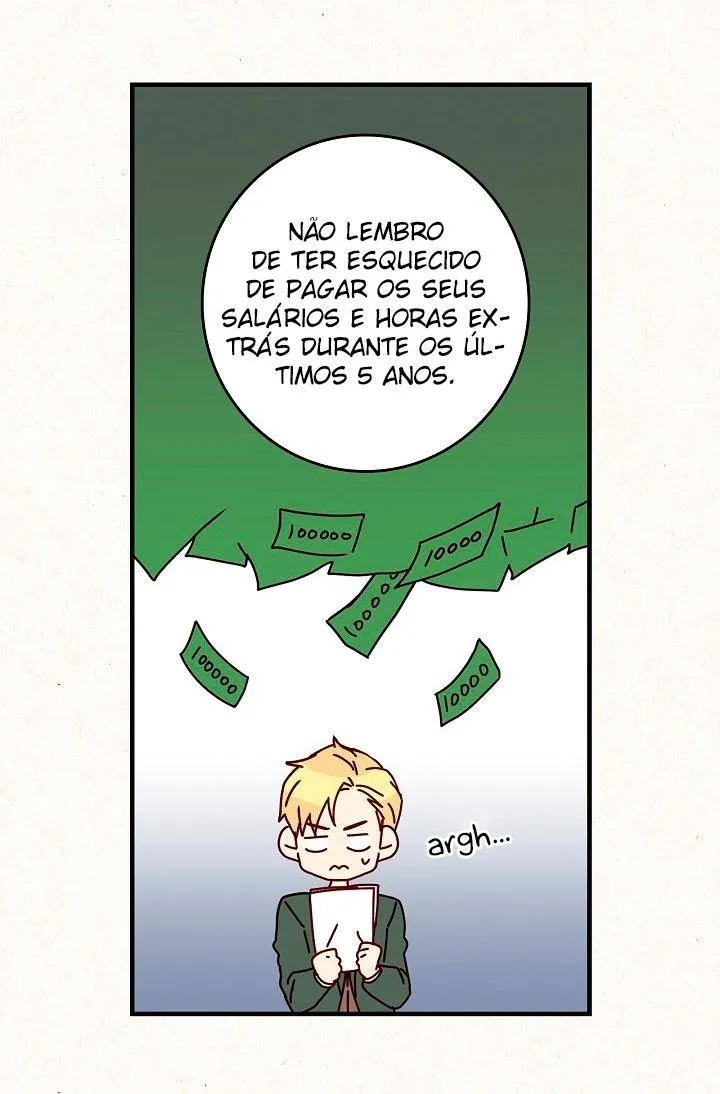 NÃO LEMBRO
DE TER ESQUECIDO
DE PAGAR OS SEUS
SALÁRIOS E HORAS EX-
TRÁS DURANTE OS ÚL-
TIMOS 5 ANOS.
100000
10000
00000
100000
10000
argh...